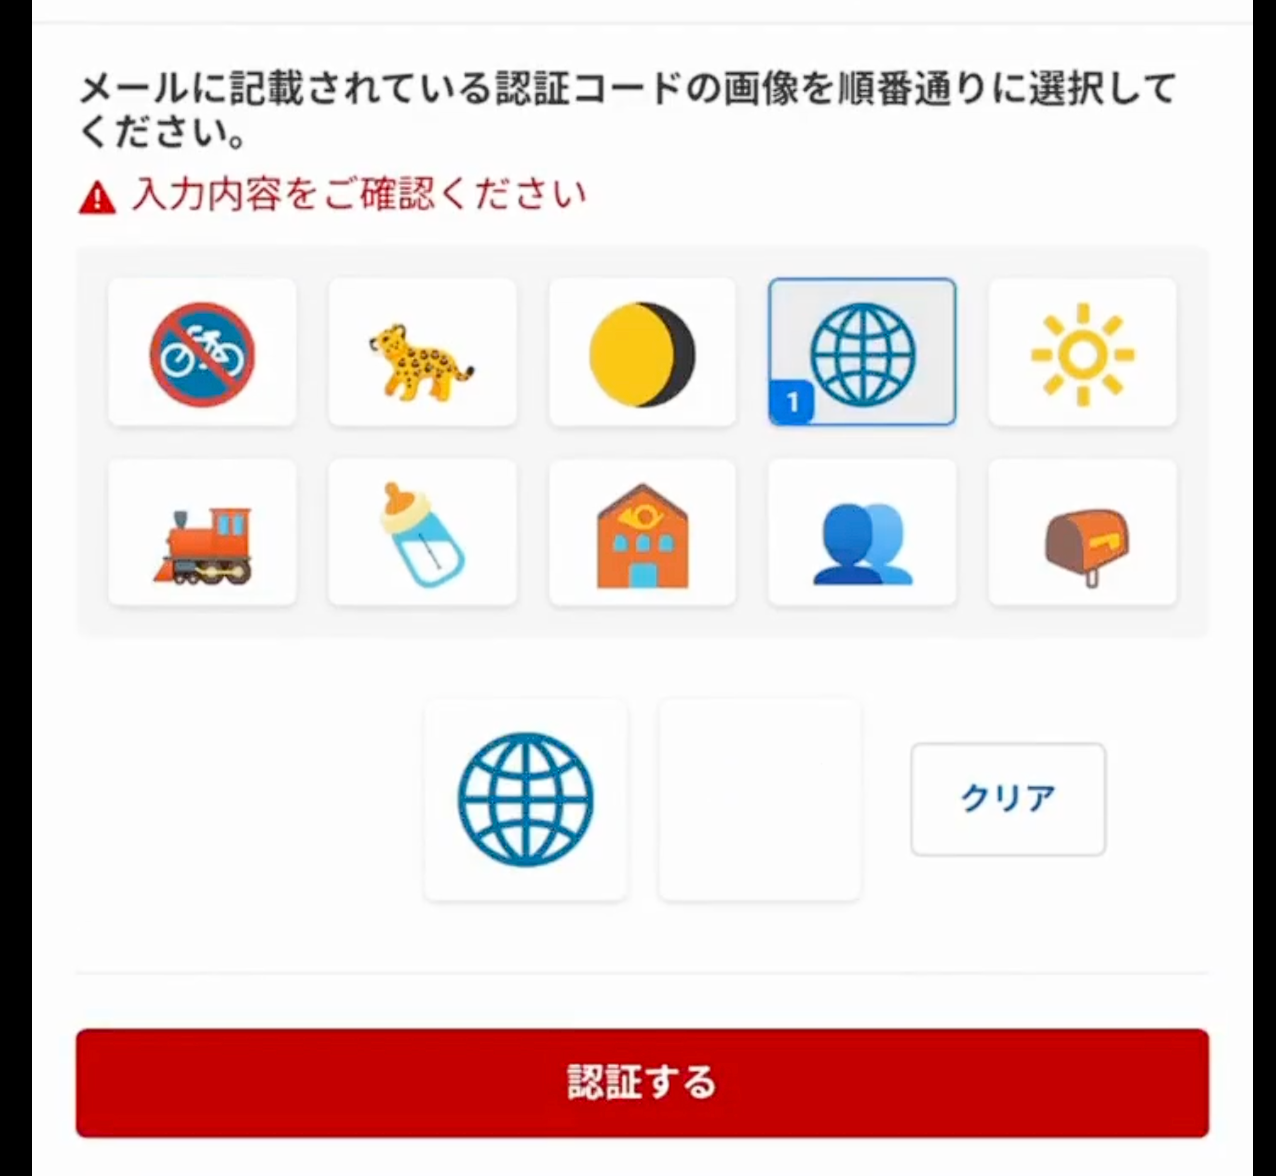 メールに記載されている認証コードの画像を順番通りに選択して
ください。
入力内容をご確認ください
1
クリア
認証する